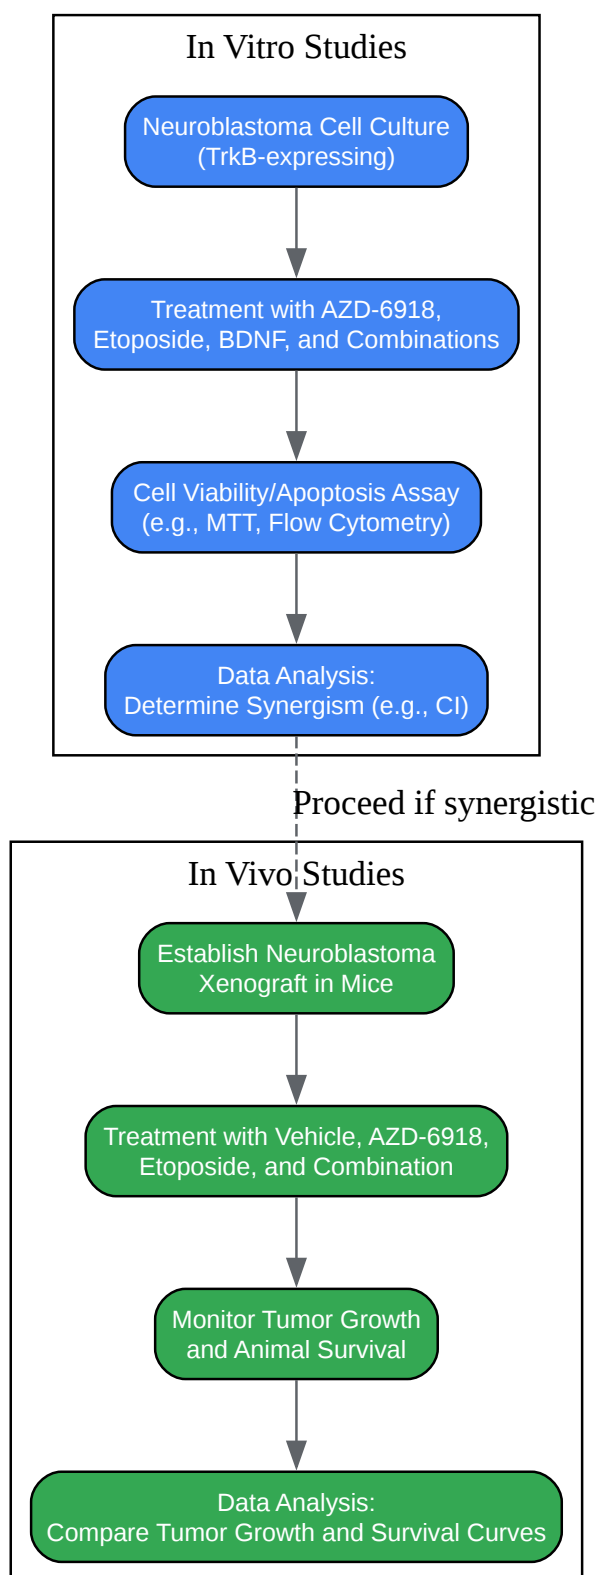 In Vitro Studies
Neuroblastoma Cell Culture
(TrkB-expressing)
Treatment with AZD-6918,
Etoposide, BDNF, and Combinations
Cell Viability/Apoptosis Assay
(e.g., MTT, Flow Cytometry)
Data Analysis:
Determine Synergism (e.g., CI)
Proceed if synergistic
In Vivo Studies
Establish Neuroblastoma
Xenograft in Mice
Treatment with Vehicle, AZD-6918,
Etoposide, and Combination
Monitor Tumor Growth
and Animal Survival
Data Analysis:
Compare Tumor Growth and Survival Curves